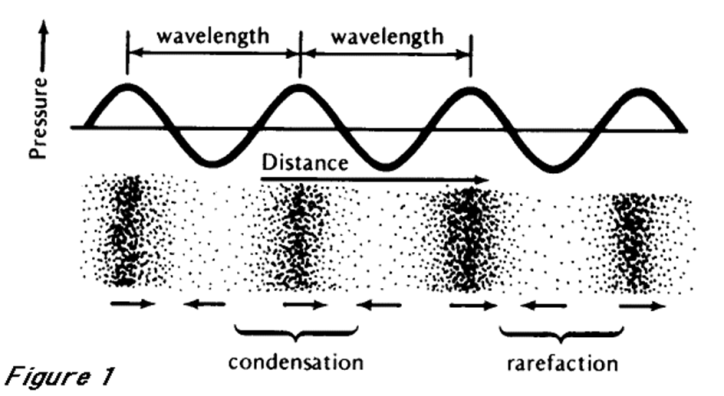 Pressure
wavelength wavelength
Distance
condensation rarefaction
Figure 1